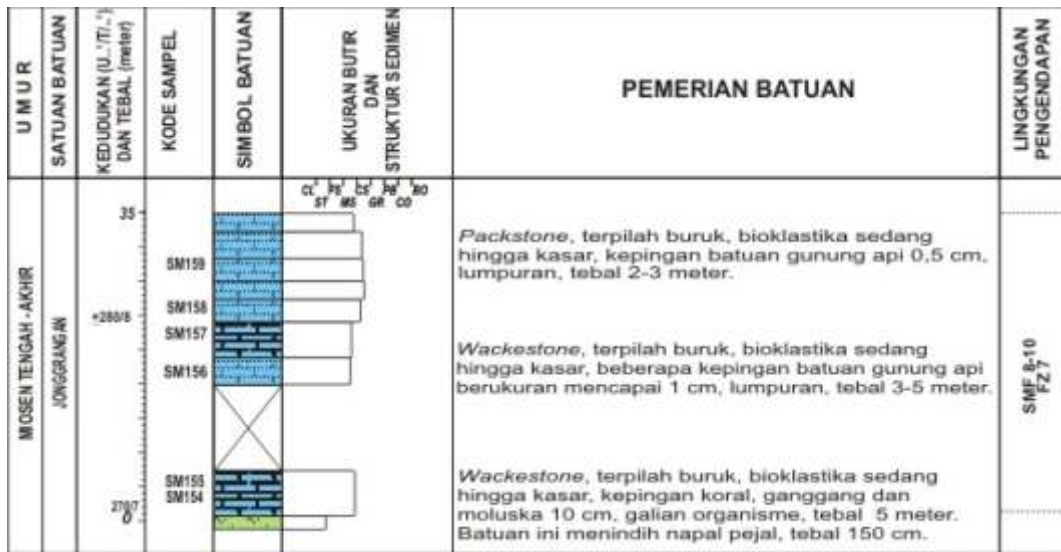 UMUR
SATUAN BATUAN
KEDUDUKAN (U..˚/T/..˚)
DAN TEBAL (meter)
KODE SAMPEL
SIMBOL BATUAN
UKURAN BUTIR
DAN
STRUKTUR SEDIMEN
PEMERIAN BATUAN
LINGKUNGAN
PENGENDAPAN
CL FS CS PB BO
ST MS GR CO
MIOSEN TENGAH - AKHIR
JONGGRANGAN
35
SM159
SM158
SM157
SM156
SM155
SM154
270/7
0
Packstone, terpilah buruk, bioklastika sedang
hingga kasar, kepingan batuan gunung api 0,5 cm,
lumpuran, tebal 2-3 meter.
Wackestone, terpilah buruk, bioklastika sedang
hingga kasar, beberapa kepingan batuan gunung api
berukuran mencapai 1 cm, lumpuran, tebal 3-5 meter.
Wackestone, terpilah buruk, bioklastika sedang
hingga kasar, kepingan koral, ganggang dan
moluska 10 cm, galian organisme, tebal 5 meter.
Batuan ini menindih napal pejal, tebal 150 cm.
SMF 8-10
FZ 7